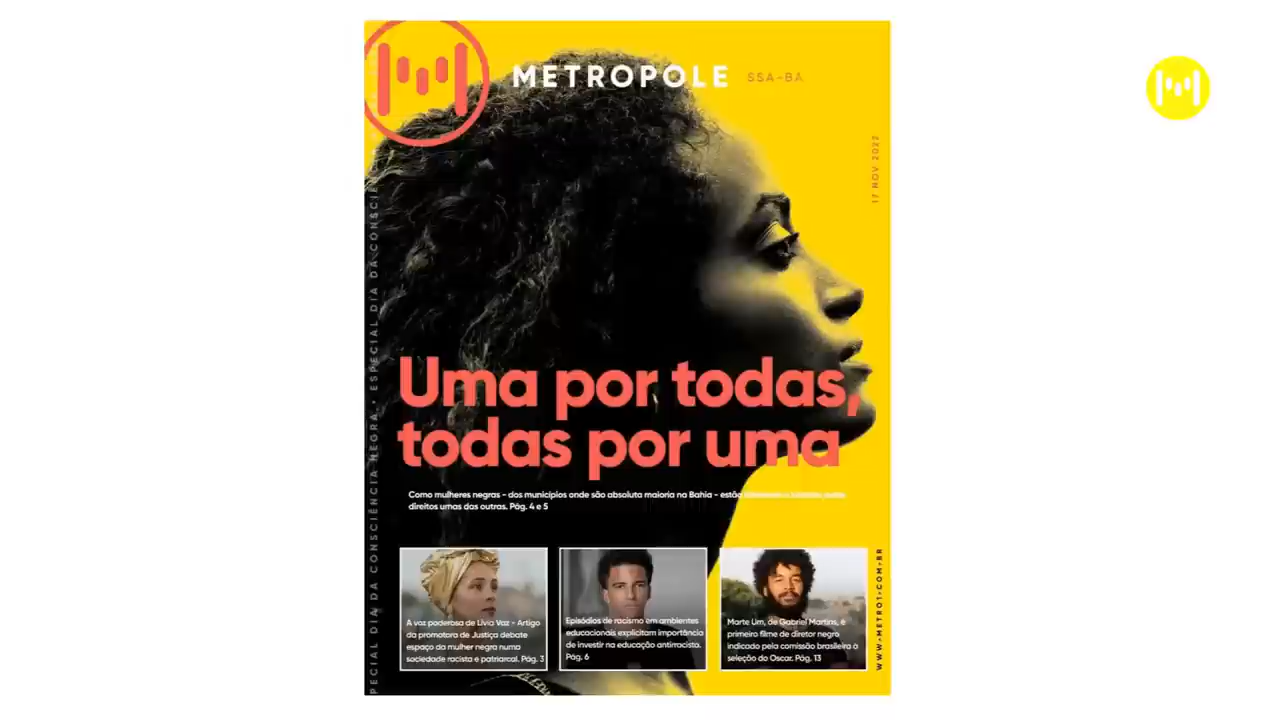 METROPOLE SSA-BA
17 NOV 2022
PECIAL DIA DA CONSCIÊNCIA NEGRA • ESPECIAL DIA DA CONSCIÊ
Uma por todas,
todas por uma
Como mulheres negras - dos municípios onde são absoluta maioria na Bahia - estão
direitos umas das outras. Pág. 4 e 5
A voz poderosa de Lívia Vaz - Artigo
da promotora de Justiça debate
espaço da mulher negra numa
sociedade racista e patriarcal. Pág. 3
Episódios de racismo em ambientes
educacionais explicitam importância
de investir na educação antirracista.
Pág. 6
Marte Um, de Gabriel Martins, é
primeiro filme de diretor negro
indicado pela comissão brasileira à
seleção do Oscar. Pág. 13
WWW•METRO1•COM•BR